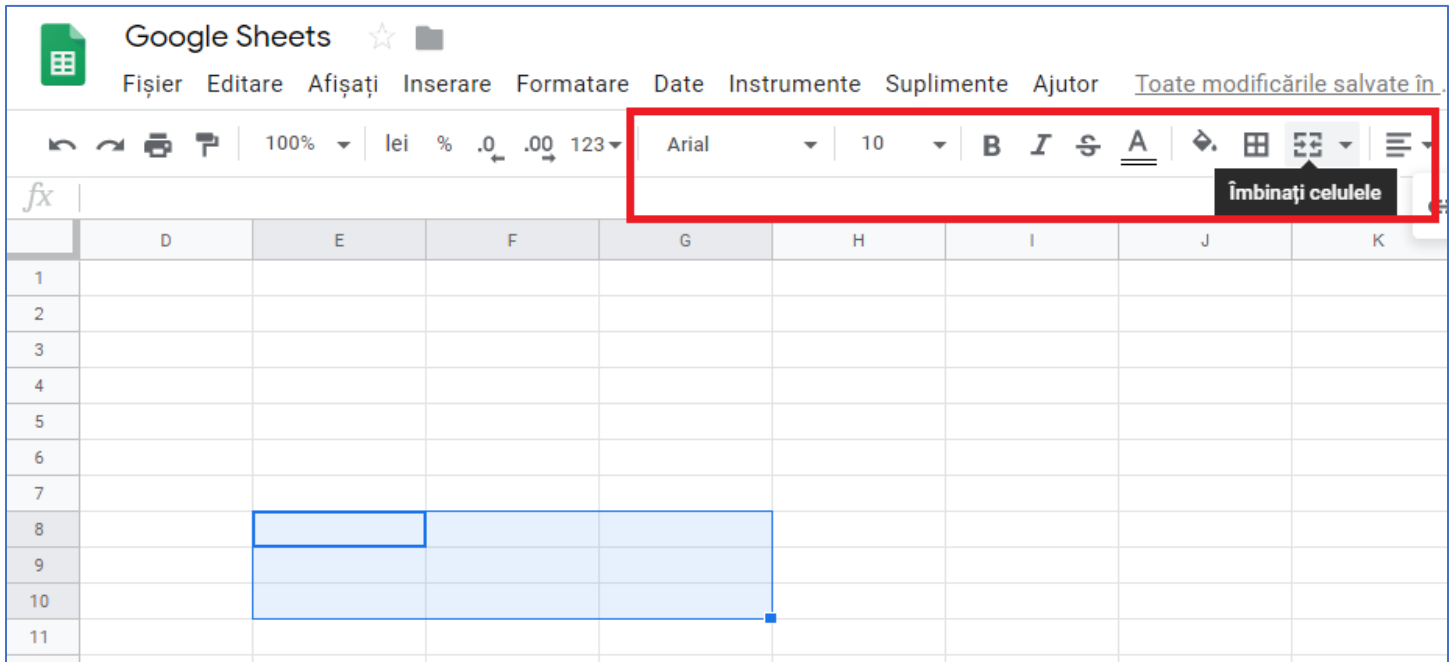 Google Sheets
Fișier Editare Afișați Inserare Formatare Date Instrumente Suplimente Ajutor Toate modificările salvate în .
100% lei % .0 .00 123 Arial 10 B I S A
Îmbinați celulele
fx
D E F G H I J K
1
2
3
4
5
6
7
8
9
10
11